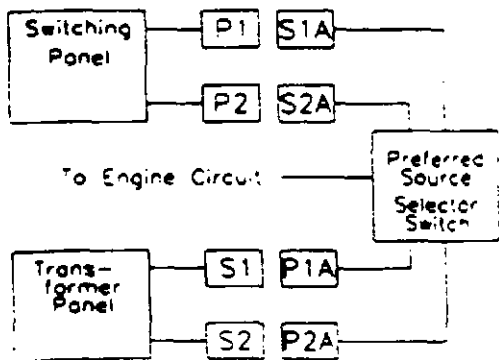 Switching
Panel
P1
S1A
P2
S2A
To Engine Circuit
Preferred
Source
Selector
Switch
Trans-
former
Panel
S1
P1A
S2
P2A